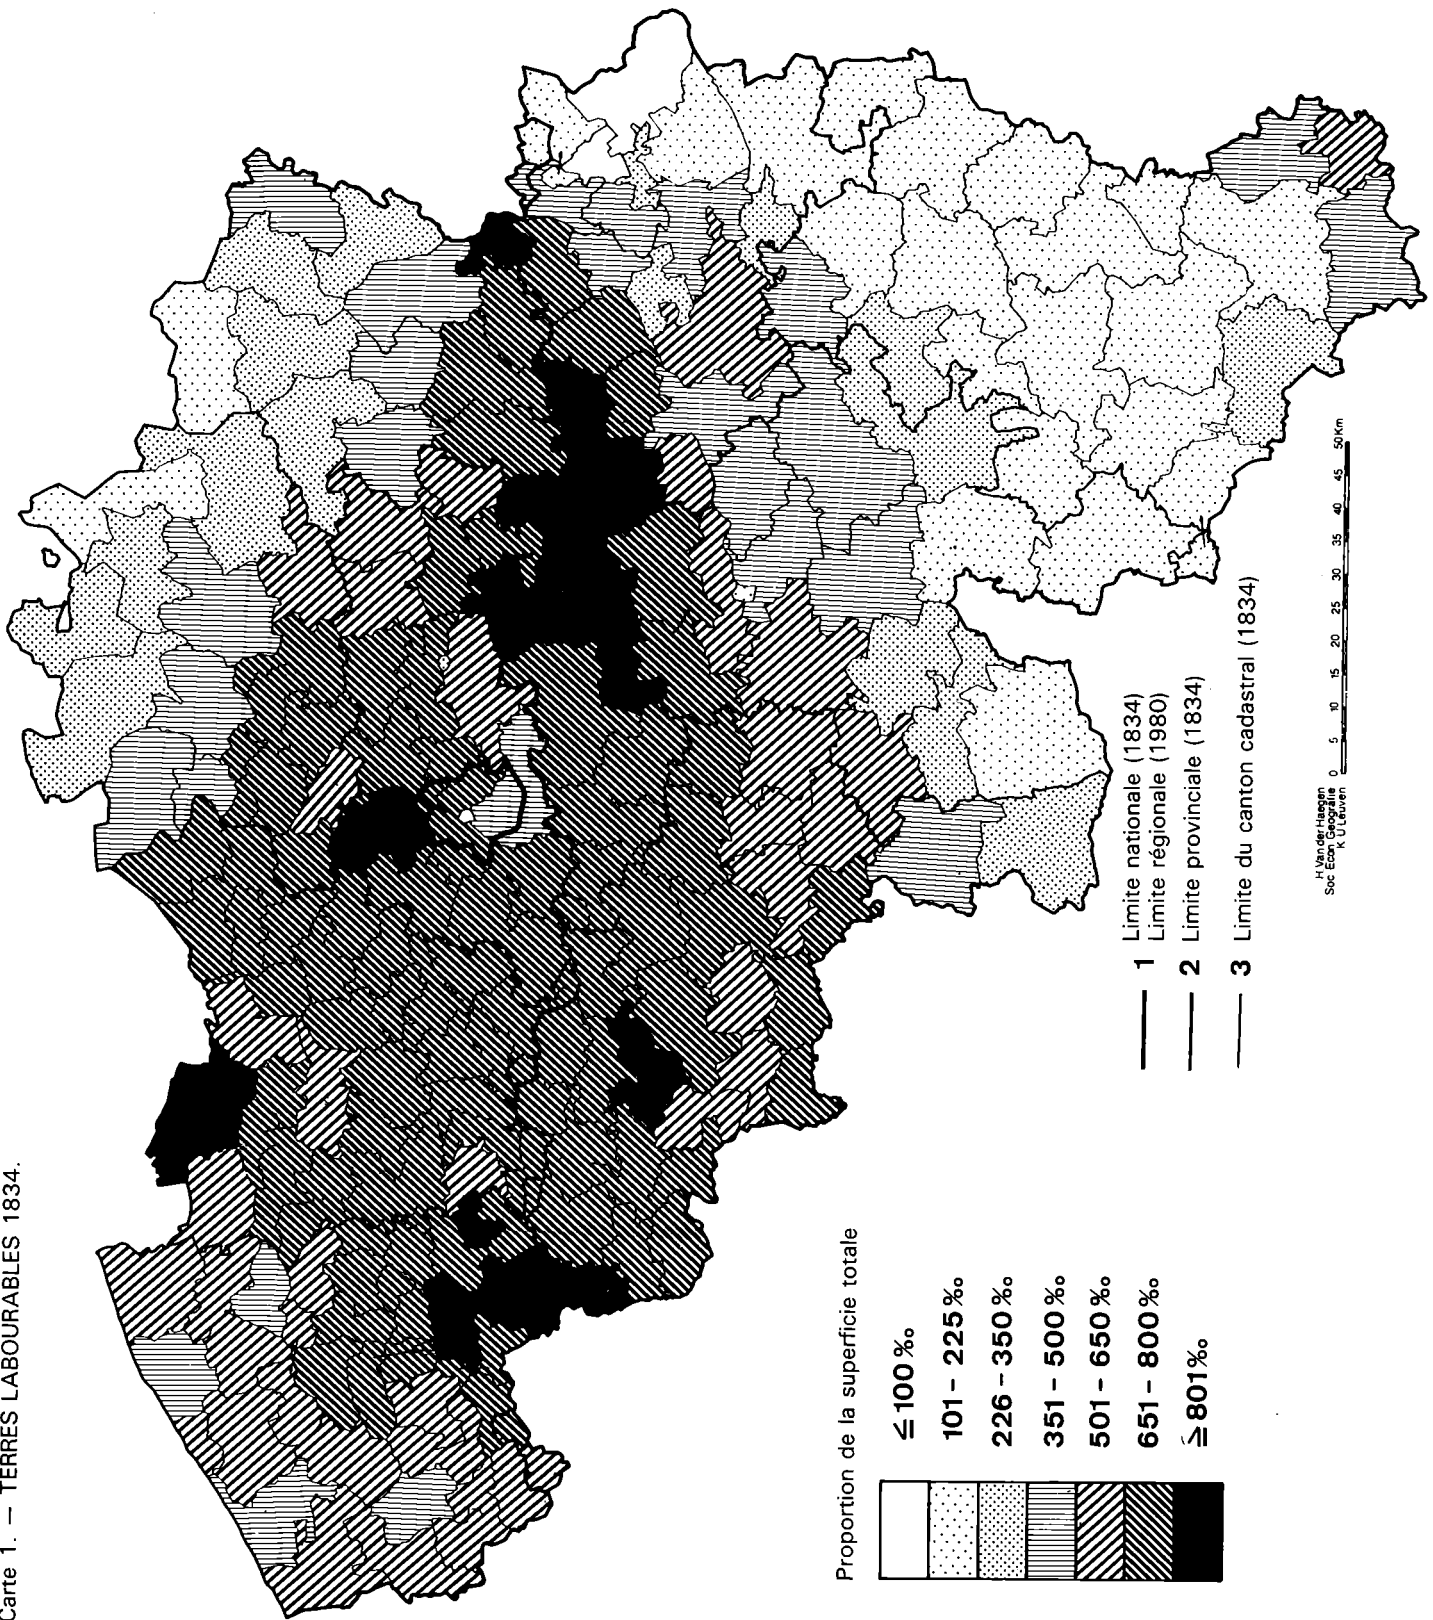 Carte 1. — TERRES LABOURABLES 1834.
Proportion de la superficie totale
≦100‰
101 – 225‰
226 – 350‰
351 – 500‰
501 – 650‰
651 – 800‰
≧801‰
1 Limite nationale (1834)
Limite régionale (1980)
2 Limite provinciale (1834)
3 Limite du canton cadastral (1834)
H Van der Haegen
Soc Econ Geografie
K U Leuven
0 5 10 15 20 25 30 35 40 45 50Km